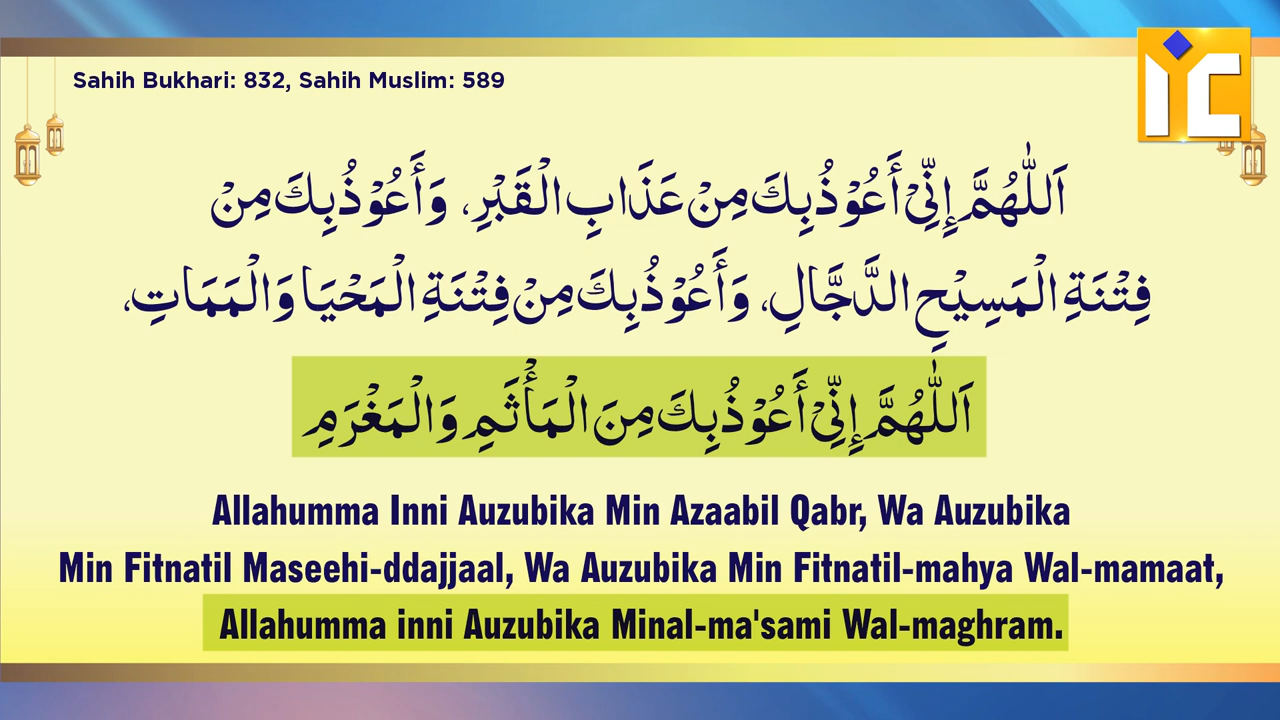 Sahih Bukhari: 832, Sahih Muslim: 589
iC
اَللّٰهُمَّ إِنِّيْ أَعُوْذُ بِكَ مِنْ عَذَابِ الْقَبْرِ، وَأَعُوْذُ بِكَ مِنْ
فِتْنَةِ الْمَسِيْحِ الدَّجَّالِ، وَأَعُوْذُ بِكَ مِنْ فِتْنَةِ الْمَحْيَا وَالْمَمَاتِ،
اَللّٰهُمَّ إِنِّيْ أَعُوْذُ بِكَ مِنَ الْمَأْثَمِ وَالْمَغْرَمِ
Allahumma Inni Auzubika Min Azaabil Qabr, Wa Auzubika
Min Fitnatil Maseehi-ddajjaal, Wa Auzubika Min Fitnatil-mahya Wal-mamaat,
Allahumma inni Auzubika Minal-ma'sami Wal-maghram.